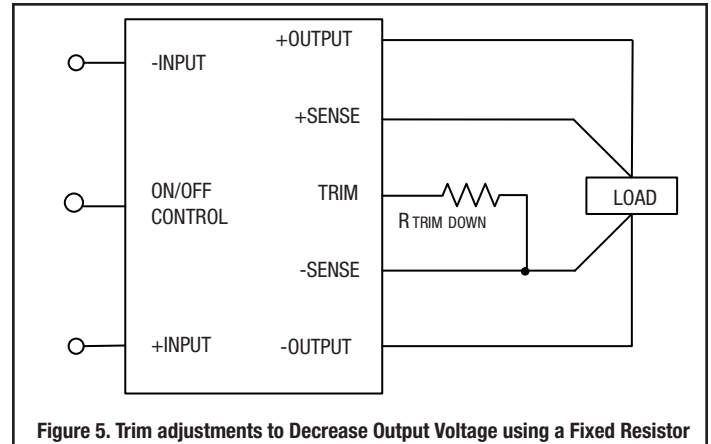 +OUTPUT
-INPUT
+SENSE
ON/OFF
CONTROL
TRIM
R TRIM DOWN
LOAD
-SENSE
+INPUT
-OUTPUT
Figure 5. Trim adjustments to Decrease Output Voltage using a Fixed Resistor